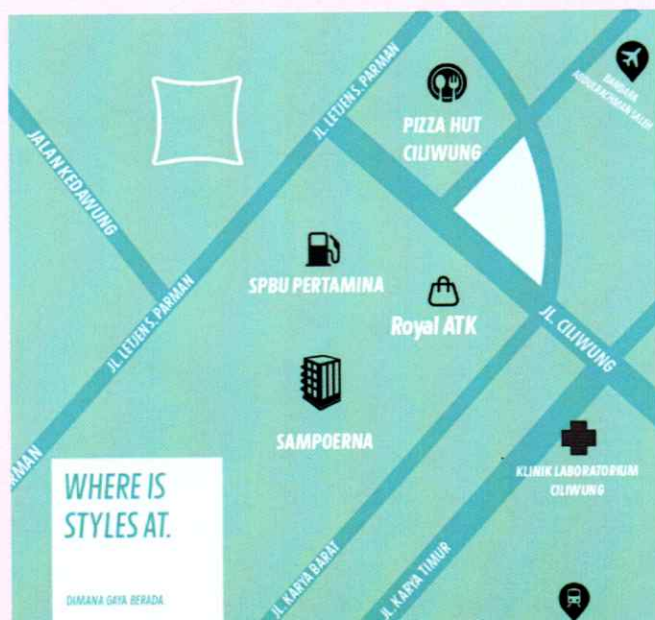 JL. LETJEN S. PARMAN
PIZZA HUT
CILIWUNG
BANDARA
ABDULRACHMAN SALEH
JALAN KEDAWUNG
SPBU PERTAMINA
Royal ATK
JL. LETJEN S. PARMAN
JL. CILIWUNG
SAMPOERNA
RMAN
KLINIK LABORATORIUM
CILIWUNG
WHERE IS
STYLES AT.
DIMANA GAYA BERADA
JL. KARYA BARAT
JL. KARYA TIMUR